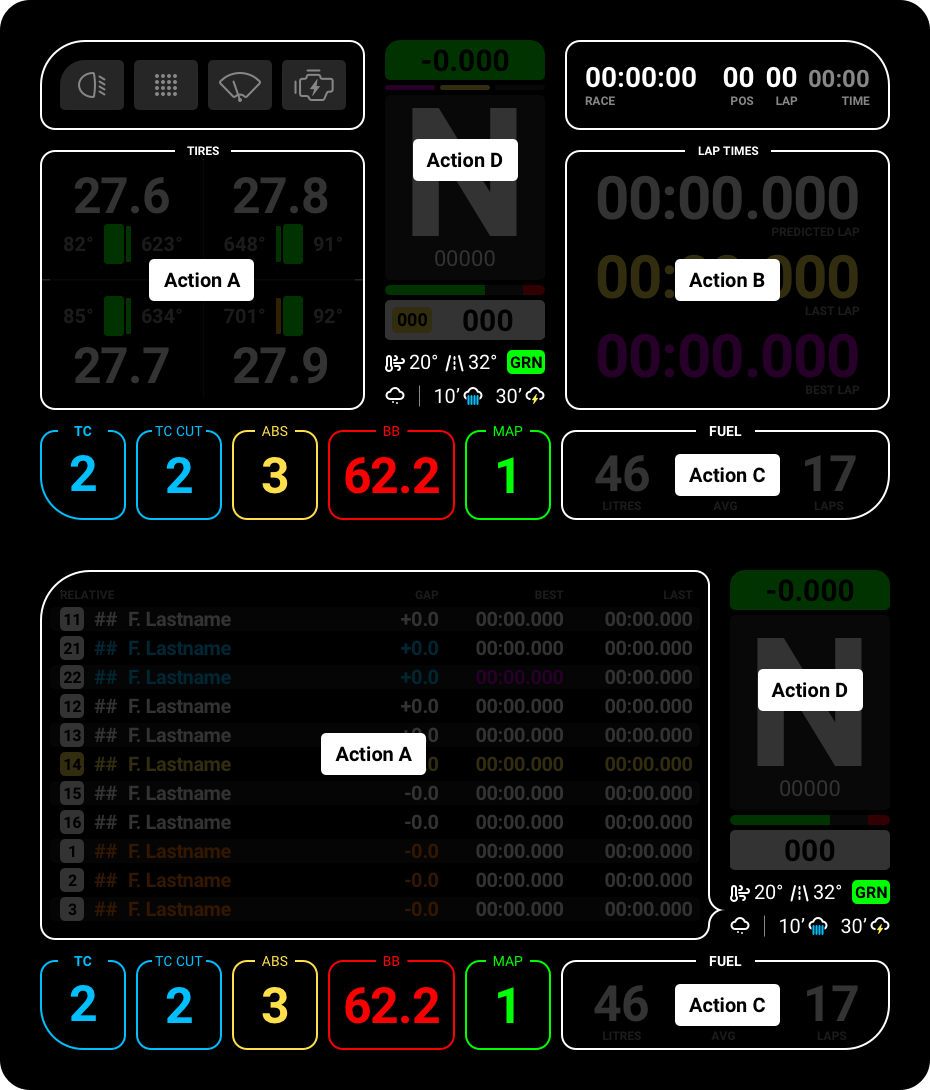 -0.000
00:00:00 00 00 00:00
RACE POS LAP TIME
TIRES
27.6 27.8
82° 623° 648° 91°
Action A
85° 634° 701° 92°
27.7 27.9
Action D
N
00000
000 000
20° 32° GRN
10’ 30’
LAP TIMES
00:00.000
PREDICTED LAP
00:00.000
Action B
LAST LAP
00:00.000
BEST LAP
TC TC CUT ABS BB MAP FUEL
2 2 3 62.2 1 46 Action C 17
LITRES AVG LAPS
RELATIVE GAP BEST LAST
11 ## F. Lastname +0.0 00:00.000 00:00.000
21 ## F. Lastname +0.0 00:00.000 00:00.000
22 ## F. Lastname +0.0 00:00.000 00:00.000
12 ## F. Lastname +0.0 00:00.000 00:00.000
13 ## F. Lastname 0 00:00.000 00:00.000
Action A
14 ## F. Lastname 0 00:00.000 00:00.000
15 ## F. Lastname -0.0 00:00.000 00:00.000
16 ## F. Lastname -0.0 00:00.000 00:00.000
1 ## F. Lastname -0.0 00:00.000 00:00.000
2 ## F. Lastname -0.0 00:00.000 00:00.000
3 ## F. Lastname -0.0 00:00.000 00:00.000
-0.000
Action D
N
00000
000
20° 32° GRN
10’ 30’
TC TC CUT ABS BB MAP FUEL
2 2 3 62.2 1 46 Action C 17
LITRES AVG LAPS